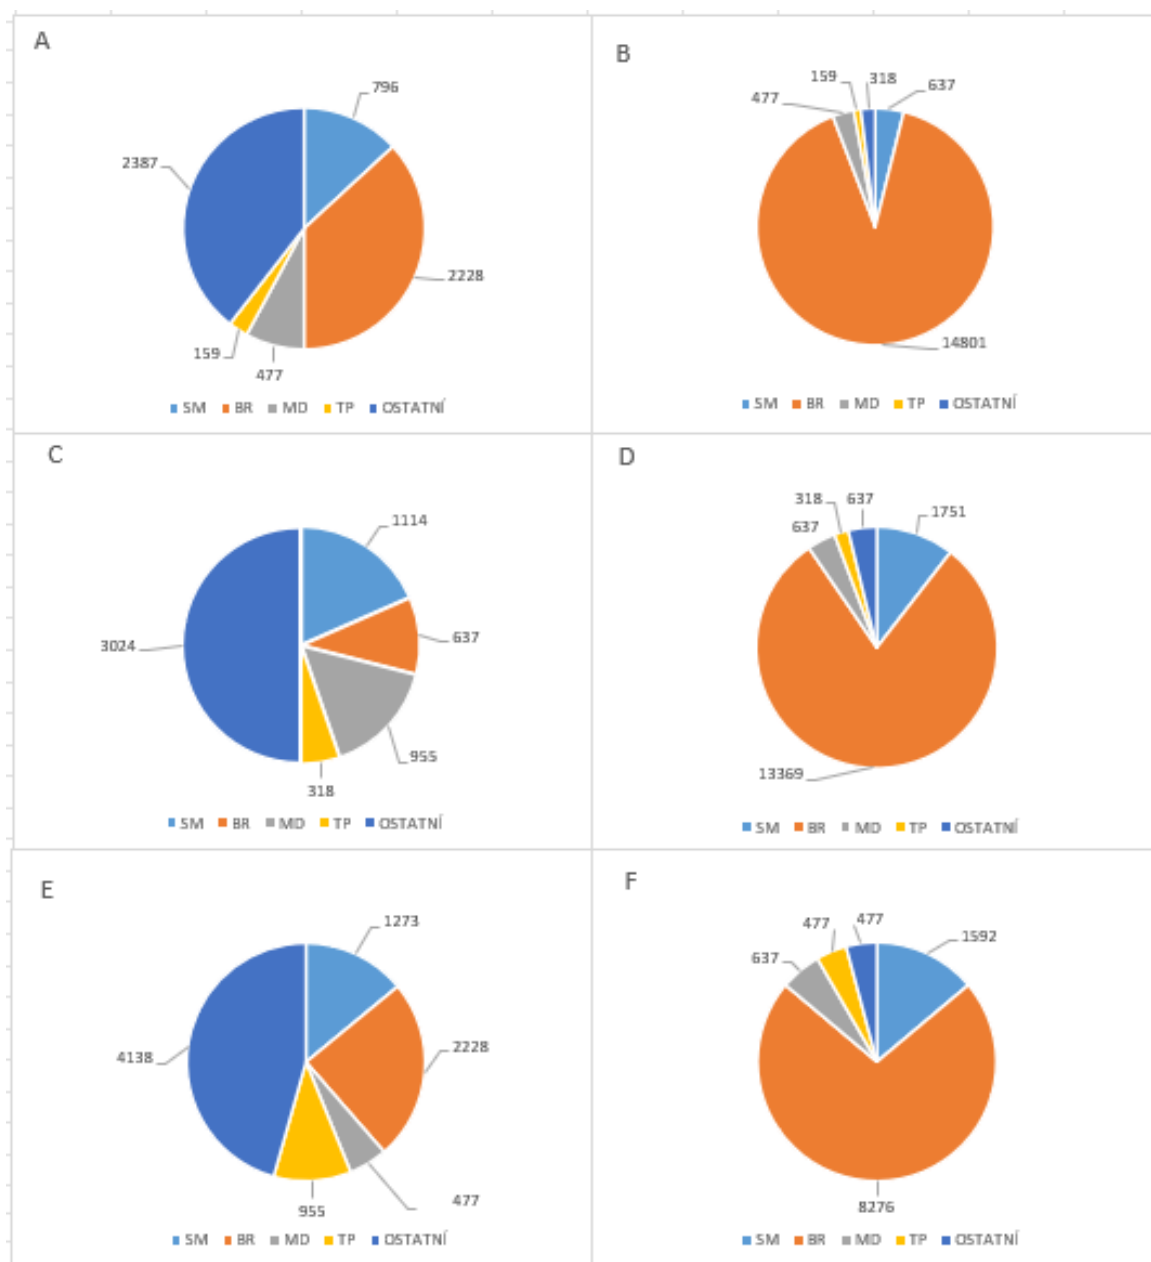 A
796
2387
2228
159
477
SM BR MD TP OSTATNÍ
B
159 318 637
477
14801
SM BR MD TP OSTATNÍ
C
1114
3024
637
955
318
SM BR MD TP OSTATNÍ
D
318 637
1751
637
13369
SM BR MD TP OSTATNÍ
E
1273
4138
2228
477
955
SM BR MD TP OSTATNÍ
F
477 477
1592
637
8276
SM BR MD TP OSTATNÍ